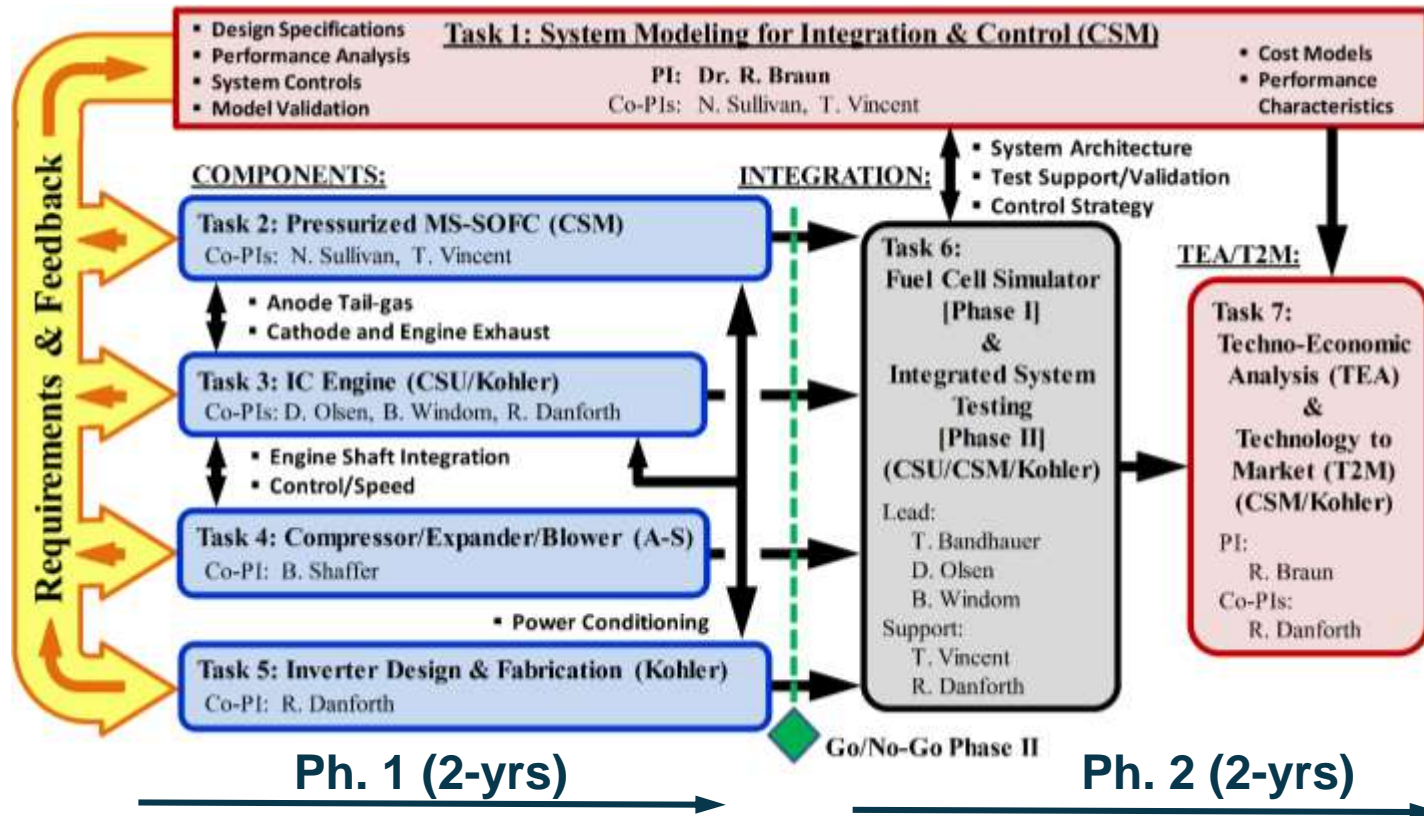 ▪ Design Specifications
▪ Performance Analysis
▪ System Controls
▪ Model Validation
Task 1: System Modeling for Integration & Control (CSM)
PI: Dr. R. Braun
Co-PIs: N. Sullivan, T. Vincent
▪ Cost Models
▪ Performance
Characteristics
Requirements & Feedback
COMPONENTS:
INTEGRATION:
▪ System Architecture
▪ Test Support/Validation
▪ Control Strategy
Task 2: Pressurized MS-SOFC (CSM)
Co-PIs: N. Sullivan, T. Vincent
▪ Anode Tail-gas
▪ Cathode and Engine Exhaust
Task 3: IC Engine (CSU/Kohler)
Co-PIs: D. Olsen, B. Windom, R. Danforth
▪ Engine Shaft Integration
▪ Control/Speed
Task 4: Compressor/Expander/Blower (A-S)
Co-PI: B. Shaffer
▪ Power Conditioning
Task 5: Inverter Design & Fabrication (Kohler)
Co-PI: R. Danforth
Task 6:
Fuel Cell Simulator
[Phase I]
&
Integrated System
Testing
[Phase II]
(CSU/CSM/Kohler)
Lead:
T. Bandhauer
D. Olsen
B. Windom
Support:
T. Vincent
R. Danforth
TEA/T2M:
Task 7:
Techno-Economic
Analysis (TEA)
&
Technology to
Market (T2M)
(CSM/Kohler)
PI:
R. Braun
Co-PIs:
R. Danforth
Go/No-Go Phase II
Ph. 1 (2-yrs)
Ph. 2 (2-yrs)